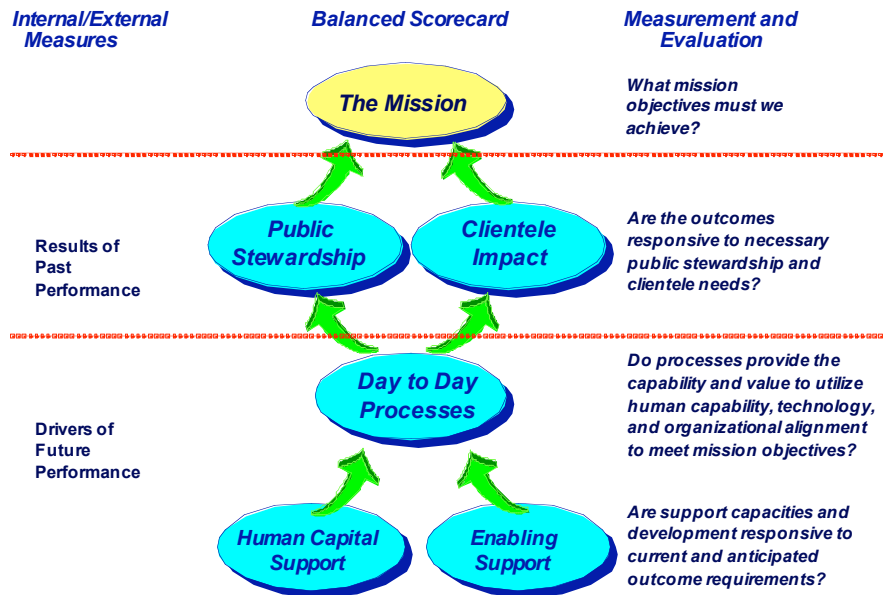 Internal/External
Measures
Balanced Scorecard
Measurement and
Evaluation
The Mission
What mission
objectives must we
achieve?
Results of
Past
Performance
Public
Stewardship
Clientele
Impact
Are the outcomes
responsive to necessary
public stewardship and
clientele needs?
Drivers of
Future
Performance
Day to Day
Processes
Do processes provide the
capability and value to utilize
human capability, technology,
and organizational alignment
to meet mission objectives?
Human Capital
Support
Enabling
Support
Are support capacities and
development responsive to
current and anticipated
outcome requirements?